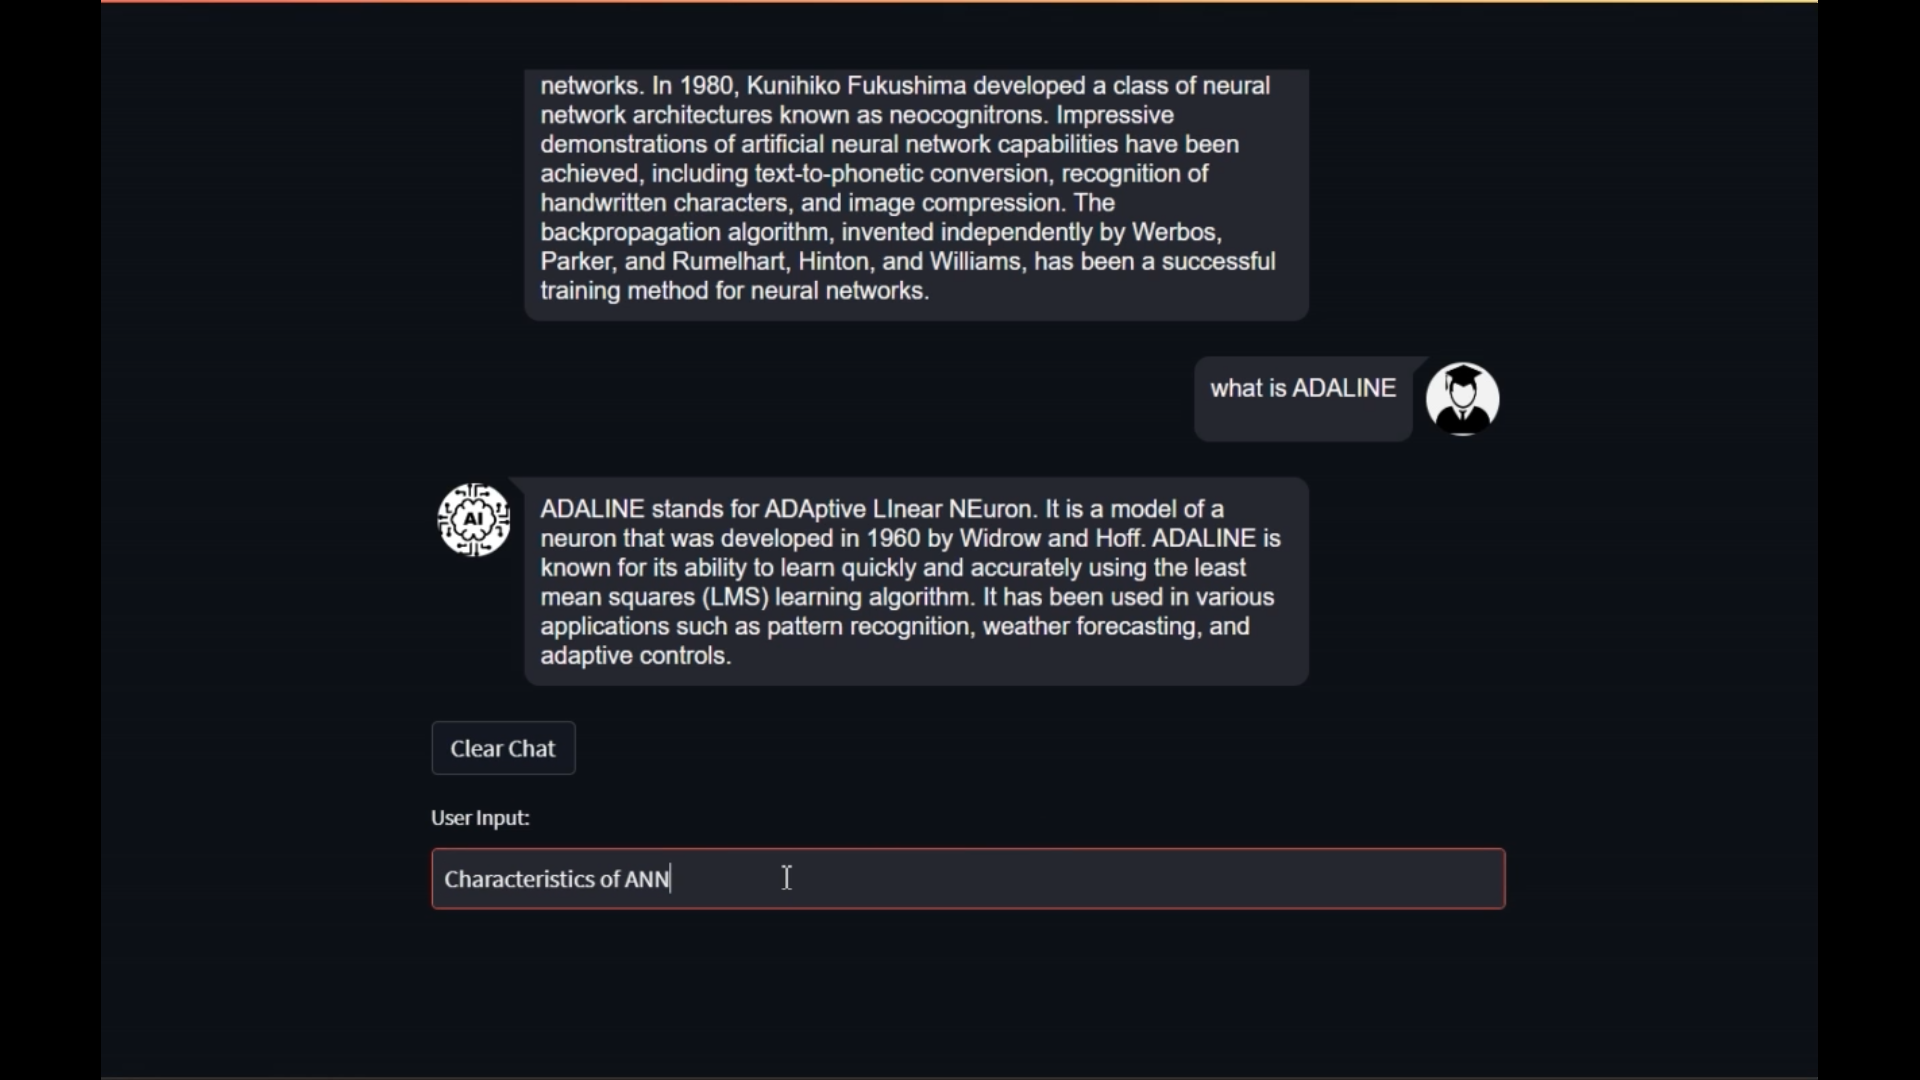 networks. In 1980, Kunihiko Fukushima developed a class of neural
network architectures known as neocognitrons. Impressive
demonstrations of artificial neural network capabilities have been
achieved, including text-to-phonetic conversion, recognition of
handwritten characters, and image compression. The
backpropagation algorithm, invented independently by Werbos,
Parker, and Rumelhart, Hinton, and Williams, has been a successful
training method for neural networks.
what is ADALINE
AI
ADALINE stands for ADAptive LInear NEuron. It is a model of a
neuron that was developed in 1960 by Widrow and Hoff. ADALINE is
known for its ability to learn quickly and accurately using the least
mean squares (LMS) learning algorithm. It has been used in various
applications such as pattern recognition, weather forecasting, and
adaptive controls.
Clear Chat
User Input:
Characteristics of ANN